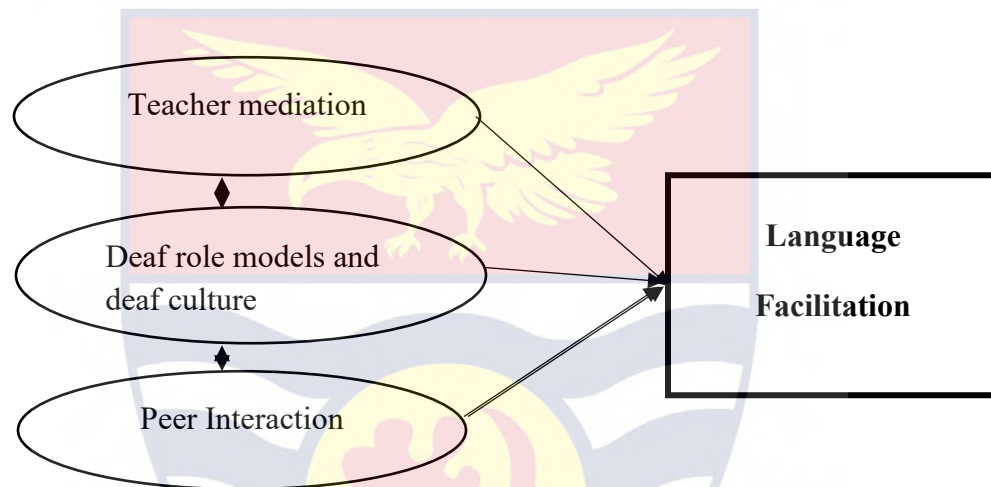 Teacher mediation
Deaf role models and
deaf culture
Peer Interaction
Language
Facilitation